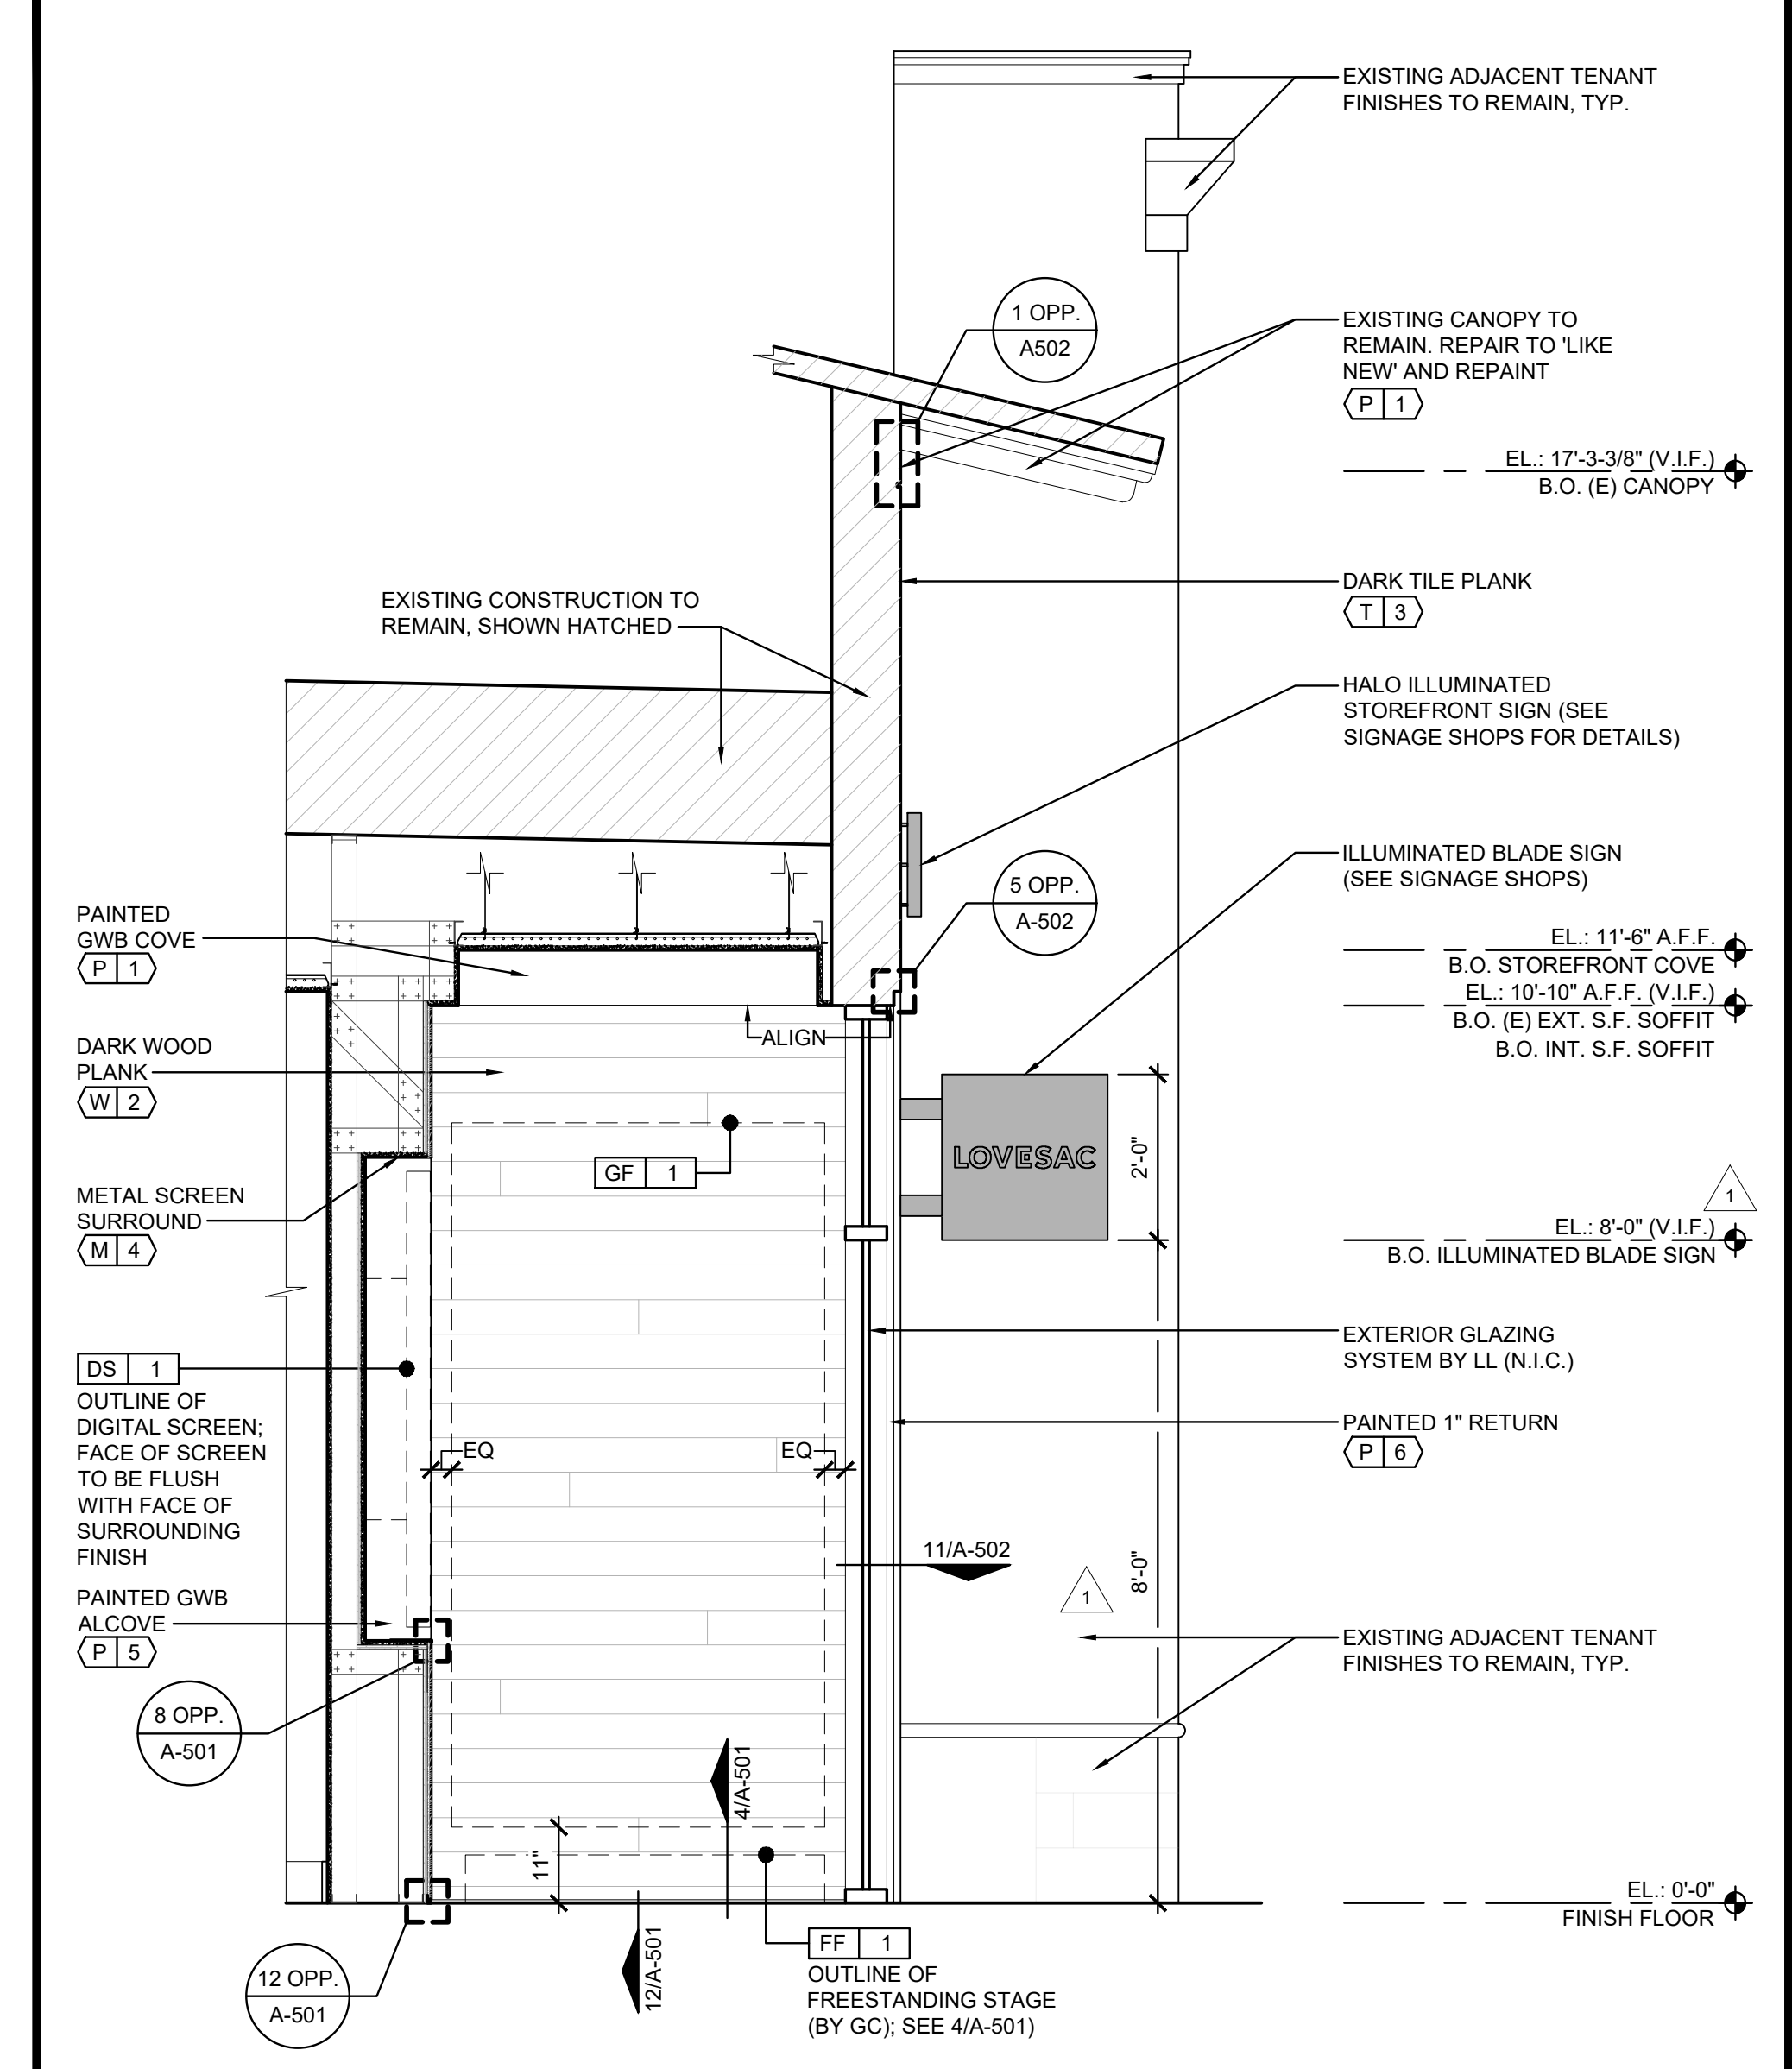 EXISTING ADJACENT TENANT
FINISHES TO REMAIN, TYP.
1 OPP.
A502
EXISTING CANOPY TO
REMAIN. REPAIR TO 'LIKE
NEW' AND REPAINT
P 1
EL.: 17'-3-3/8" (V.I.F.)
B.O. (E) CANOPY
DARK TILE PLANK
T 3
EXISTING CONSTRUCTION TO
REMAIN, SHOWN HATCHED
HALO ILLUMINATED
STOREFRONT SIGN (SEE
SIGNAGE SHOPS FOR DETAILS)
ILLUMINATED BLADE SIGN
(SEE SIGNAGE SHOPS)
5 OPP.
A-502
PAINTED
GWB COVE
P 1
EL.: 11'-6" A.F.F.
B.O. STOREFRONT COVE
EL.: 10'-10" A.F.F. (V.I.F.)
B.O. (E) EXT. S.F. SOFFIT
B.O. INT. S.F. SOFFIT
ALIGN
DARK WOOD
PLANK
W 2
GF 1
LOVESAC
2'-0"
METAL SCREEN
SURROUND
M 4
1
EL.: 8'-0" (V.I.F.)
B.O. ILLUMINATED BLADE SIGN
EXTERIOR GLAZING
SYSTEM BY LL (N.I.C.)
DS 1
OUTLINE OF
DIGITAL SCREEN;
FACE OF SCREEN
TO BE FLUSH
WITH FACE OF
SURROUNDING
FINISH
EQ
EQ
PAINTED 1" RETURN
P 6
11/A-502
1
8'-0"
PAINTED GWB
ALCOVE
P 5
EXISTING ADJACENT TENANT
FINISHES TO REMAIN, TYP.
8 OPP.
A-501
4/A-501
11"
EL.: 0'-0"
FINISH FLOOR
12 OPP.
A-501
12/A-501
FF 1
OUTLINE OF
FREESTANDING STAGE
(BY GC); SEE 4/A-501)